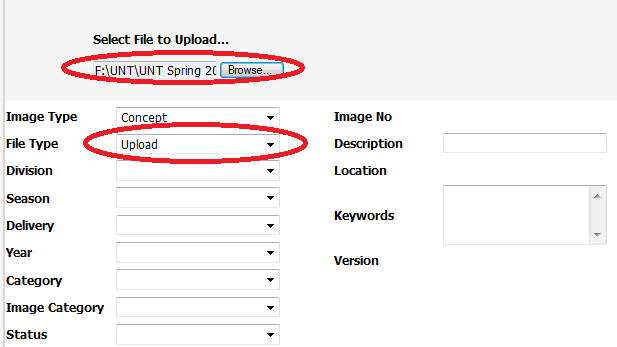 Select File to Upload...
F:\UNT\UNT Spring 20 Browse...
Image Type Concept Image No
File Type Upload Description
Division Location
Season
Keywords
Delivery
Year Version
Category
Image Category
Status